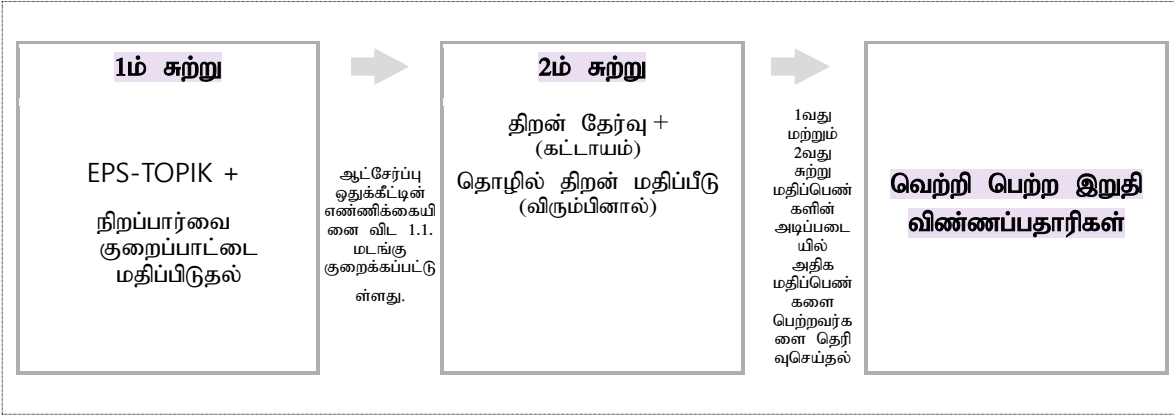 1ம் சுற்று
EPS-TOPIK +
நிறப்பார்வை
குறைப்பாட்டை
மதிப்பிடுதல்
ஆட்சேர்ப்பு
ஒதுக்கீட்டின்
எண்ணிக்கையி
னை விட 1.1.
மடங்கு
குறைக்கப்பட்டு
ள்ளது.
2ம் சுற்று
திறன் தேர்வு +
(கட்டாயம்)
தொழில் திறன் மதிப்பீடு
(விரும்பினால்)
1வது
மற்றும்
2வது
சுற்று
மதிப்பெண்
களின்
அடிப்படை
யில்
அதிக
மதிப்பெண்
களை
பெற்றவர்க
ளை தெரி
வுசெய்தல்
வெற்றி பெற்ற இறுதி
விண்ணப்பதாரிகள்